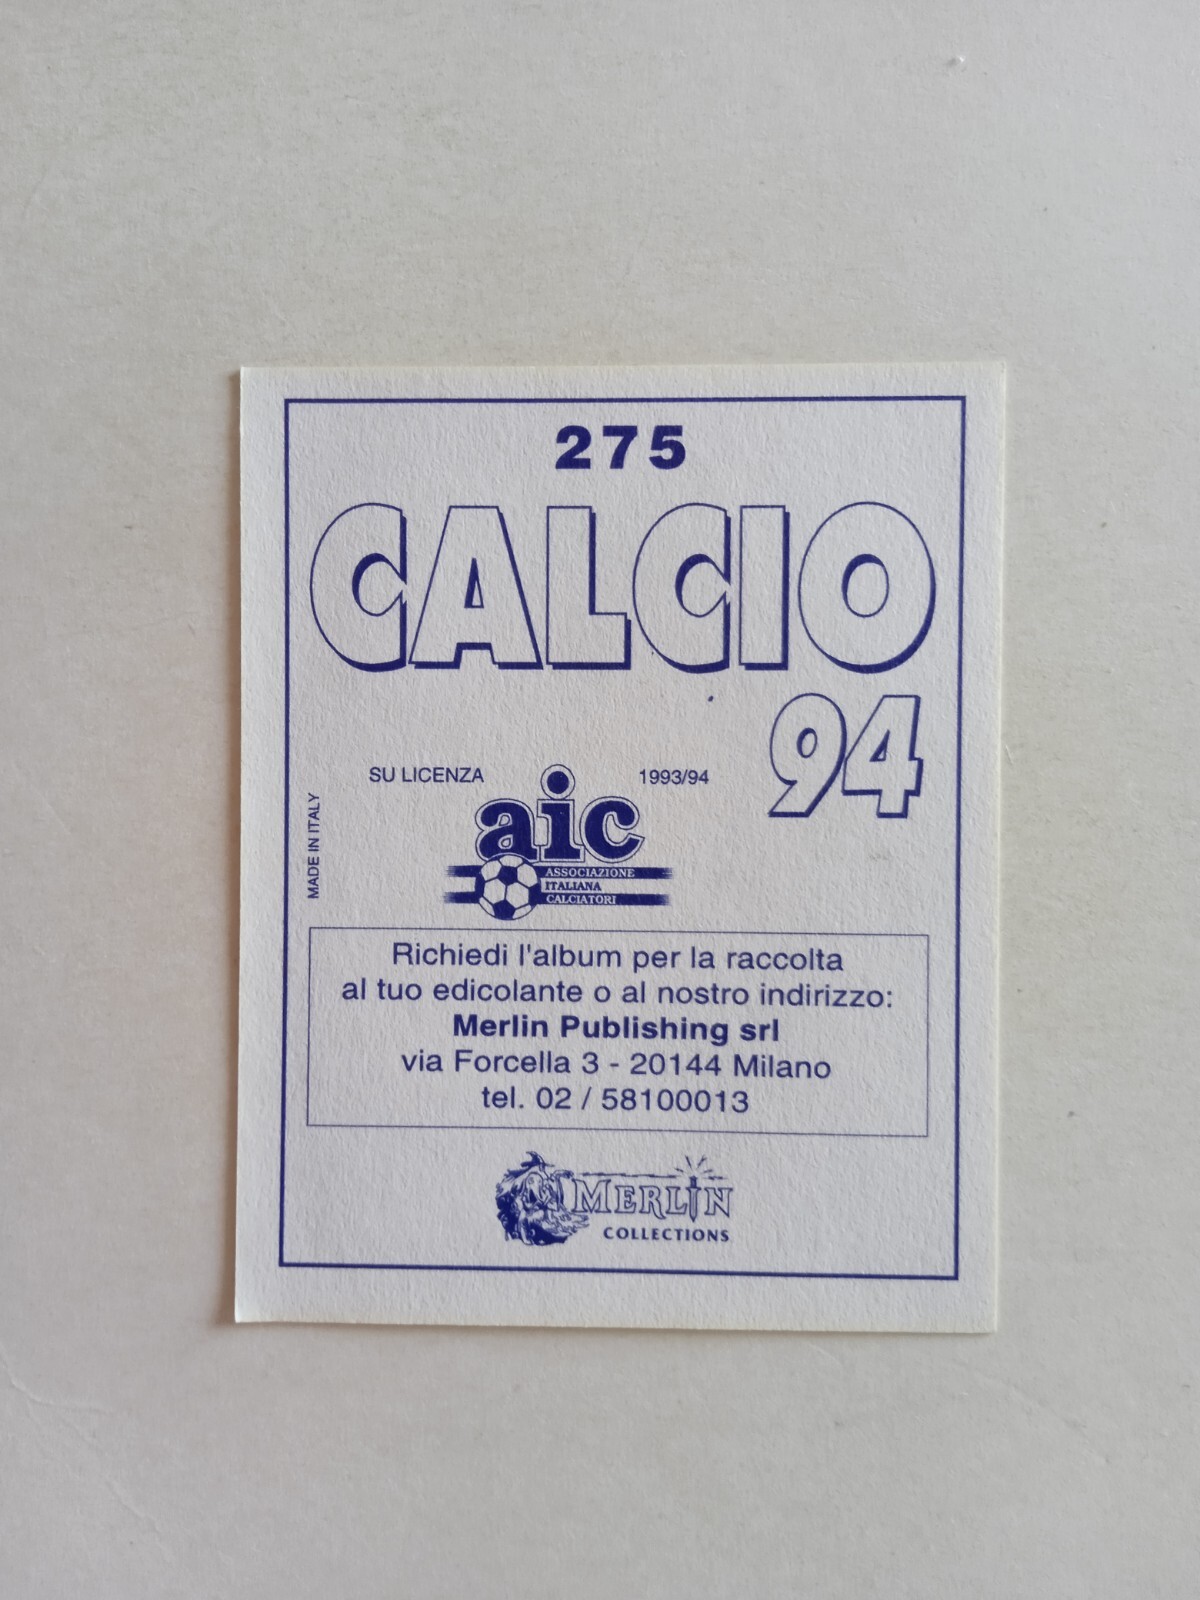 275
CALCIO
94
SU LICENZA
1993/94
aic
ASSOCIAZIONE
ITALIANA
CALCIATORI
MADE IN ITALY
Richiedi l'album per la raccolta
al tuo edicolante o al nostro indirizzo:
Merlin Publishing srl
via Forcella 3 - 20144 Milano
tel. 02 / 58100013
MERLIN
COLLECTIONS